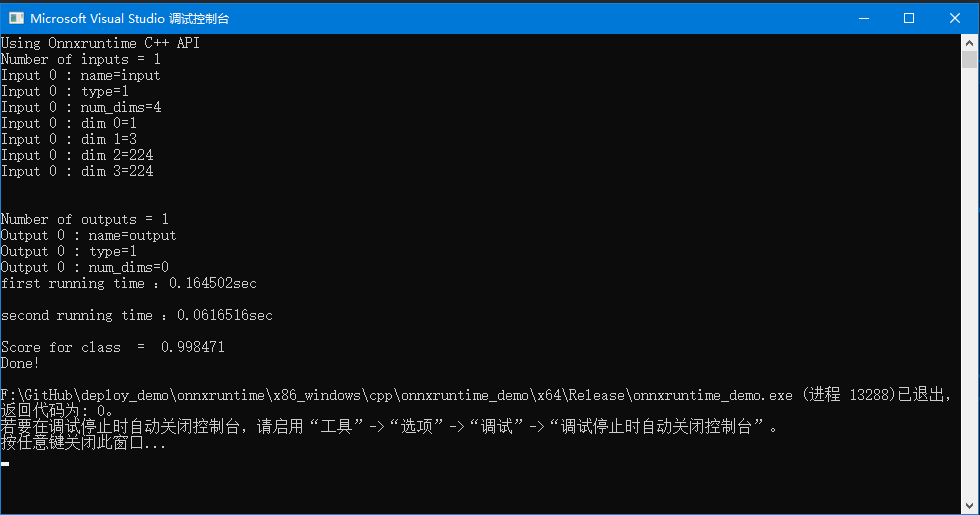 Microsoft Visual Studio 调试控制台
Using Onnxruntime C++ API
Number of inputs = 1
Input 0 : name=input
Input 0 : type=1
Input 0 : num_dims=4
Input 0 : dim 0=1
Input 0 : dim 1=3
Input 0 : dim 2=224
Input 0 : dim 3=224
Number of outputs = 1
Output 0 : name=output
Output 0 : type=1
Output 0 : num_dims=0
first running time : 0.164502sec
second running time : 0.0616516sec
Score for class  =  0.998471
Done!
F:\GitHub\deploy_demo\onnxruntime\x86_windows\cpp\onnxruntime_demo\x64\Release\onnxruntime_demo.exe (进程 13288)已退出，
返回代码为: 0。
若要在调试停止时自动关闭控制台，请启用“工具”->“选项”->“调试”->“调试停止时自动关闭控制台”。
按任意键关闭此窗口...